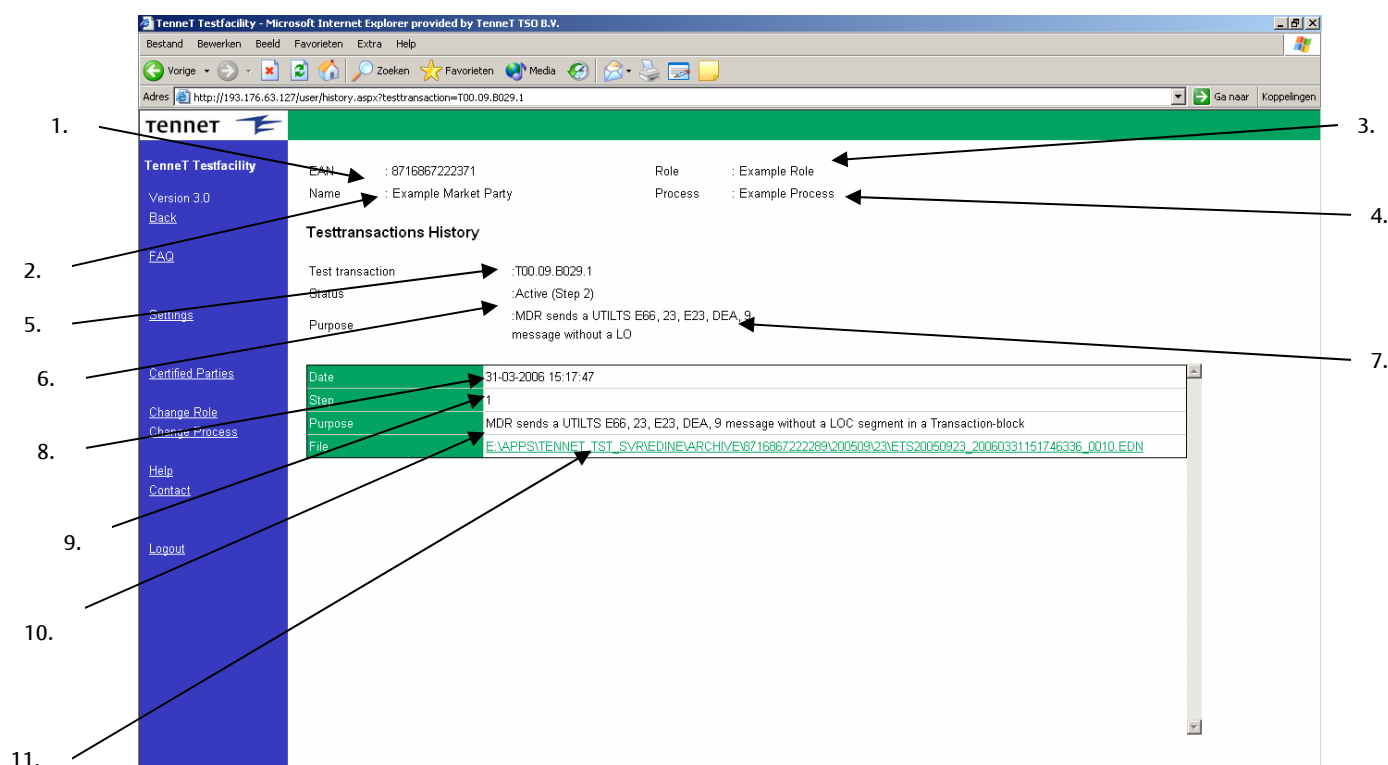 TenneT Testfacility - Microsoft Internet Explorer provided by TenneT TSO B.V.
Bestand Bewerken Beeld Favorieten Extra Help
Vorige Zoeken Favorieten Media
Adres http://193.176.63.127/user/history.aspx?testtransaction=T00.09.B029.1 Ga naar Koppelingen
1.
TenneT
3.
TenneT Testfacility
EAN : 8716867222371 Role : Example Role
Version 3.0
Name : Example Market Party Process : Example Process
Back
4.
Testtransactions History
FAQ
2.
Test transaction :T00.09.B029.1
Status :Active (Step 2)
Settings
5.
Purpose :MDR sends a UTILTS E66, 23, E23, DEA, 9
message without a LO
7.
6.
Certified Parties
Date 31-03-2006 15:17:47
Step 1
Change Role
Purpose MDR sends a UTILTS E66, 23, E23, DEA, 9 message without a LOC segment in a Transaction-block
Change Process
8.
File E:\APPS\TENNET_TST_SVR\EDINE\ARCHIVE\8716867222289\200509\23\ETS20050923_20060331151746336_0010.EDN
Help
Contact
9.
Logout
10.
11.